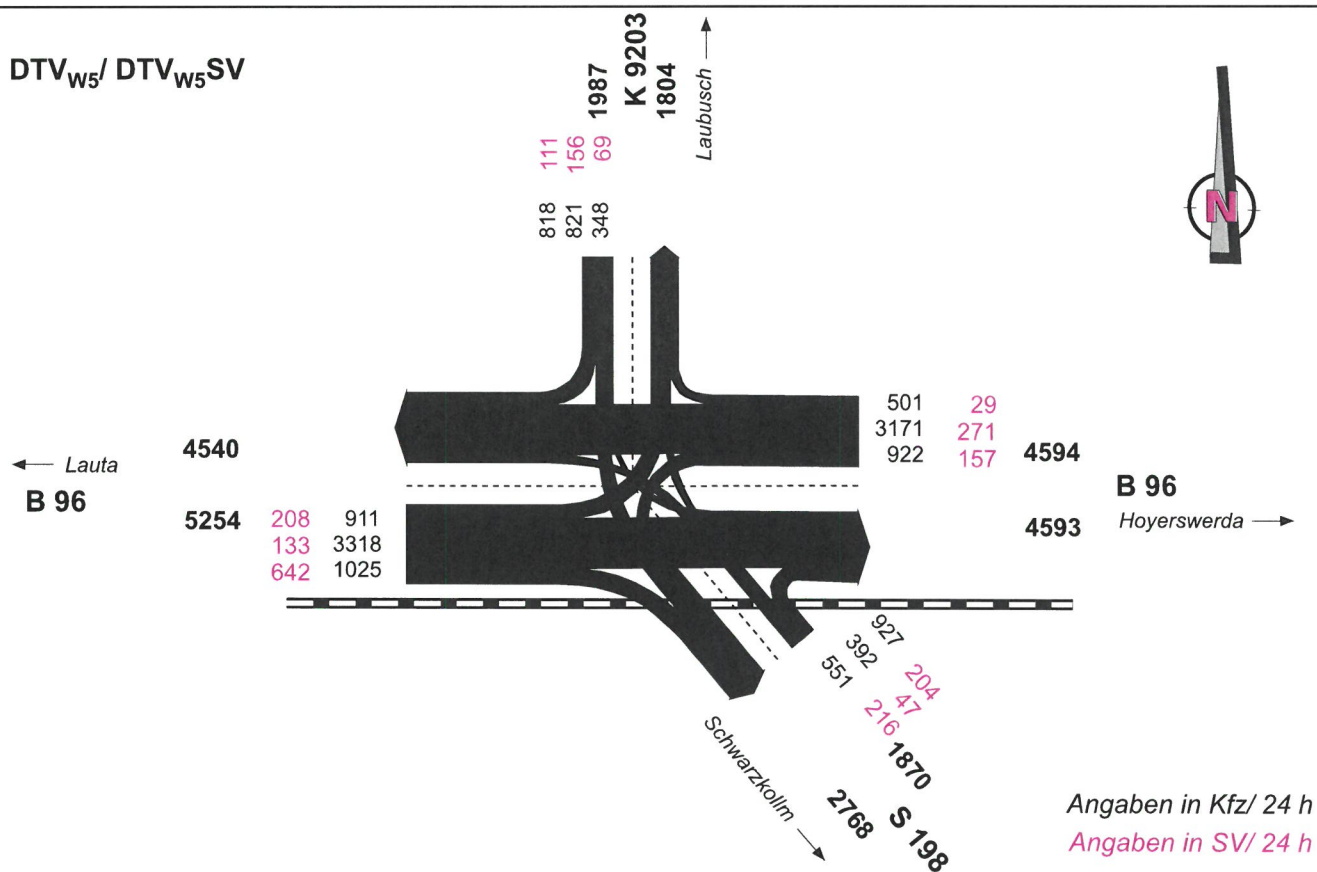 DTVW5/ DTVW5SV
1987
K 9203
1804
Laubusch
111
156
69
818
821
348
N
501 29
3171 271
922 157
4594
4540
Lauta
B 96
B 96
Hoyerswerda
4593
5254
208 911
133 3318
642 1025
927
392
551
204
47
216
1870
Schwarzkollm
2768
S 198
Angaben in Kfz/ 24 h
Angaben in SV/ 24 h